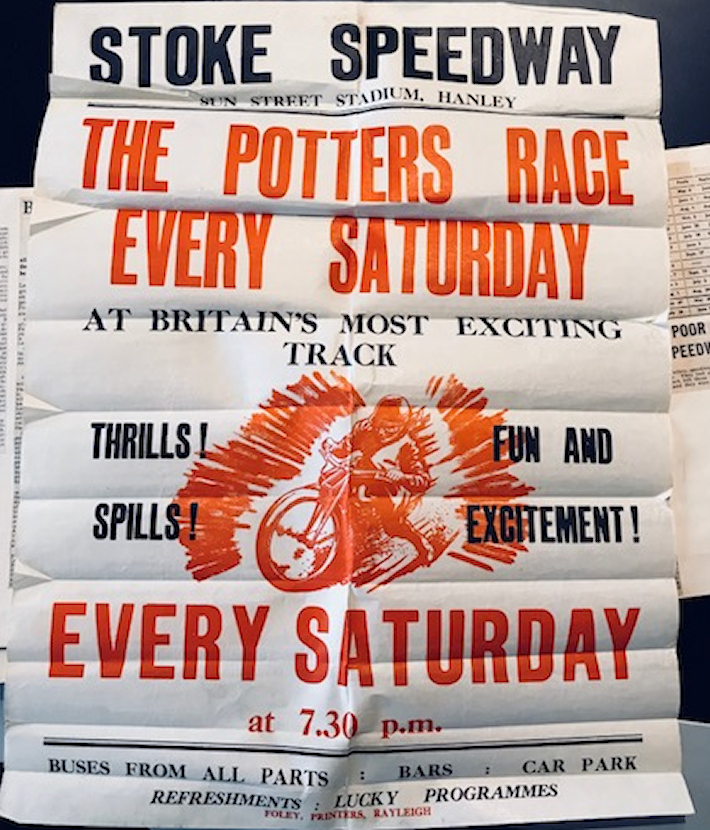 STOKE SPEEDWAY
SUN STREET STADIUM, HANLEY
THE POTTERS RACE
EVERY SATURDAY
AT BRITAIN'S MOST EXCITING
TRACK
THRILLS! FUN AND
SPILLS! EXCITEMENT!
EVERY SATURDAY
at 7.30 p.m.
BUSES FROM ALL PARTS : BARS : CAR PARK
REFRESHMENTS : LUCKY PROGRAMMES
FOLEY, PRINTERS, RAYLEIGH
POOR